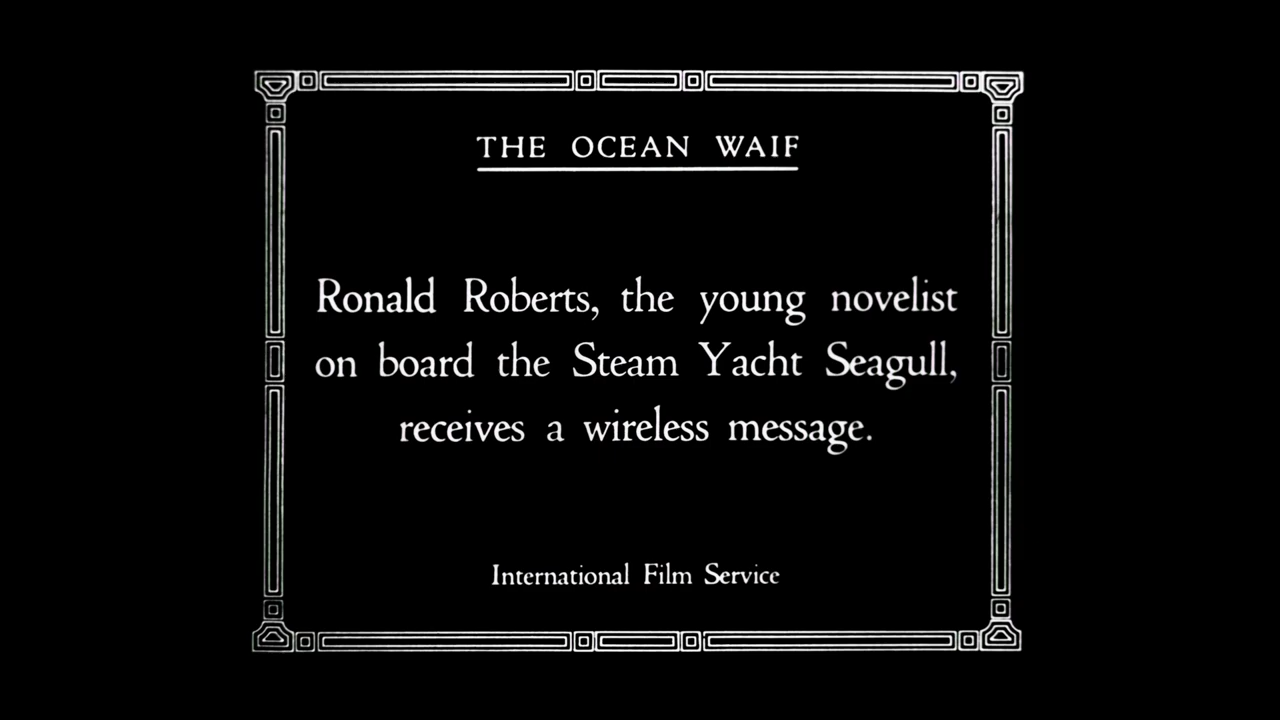 THE OCEAN WAIF
Ronald Roberts, the young novelist
on board the Steam Yacht Seagull,
receives a wireless message.
International Film Service